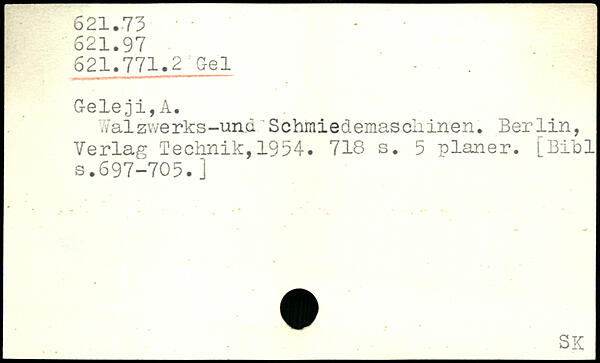 621.73
621.97
621.771.2 Gel
Geleji,A.
Walzwerks-und Schmiedemaschinen. Berlin,
Verlag Technik,1954. 718 s. 5 planer. [Bibl
s.697-705.]
SK